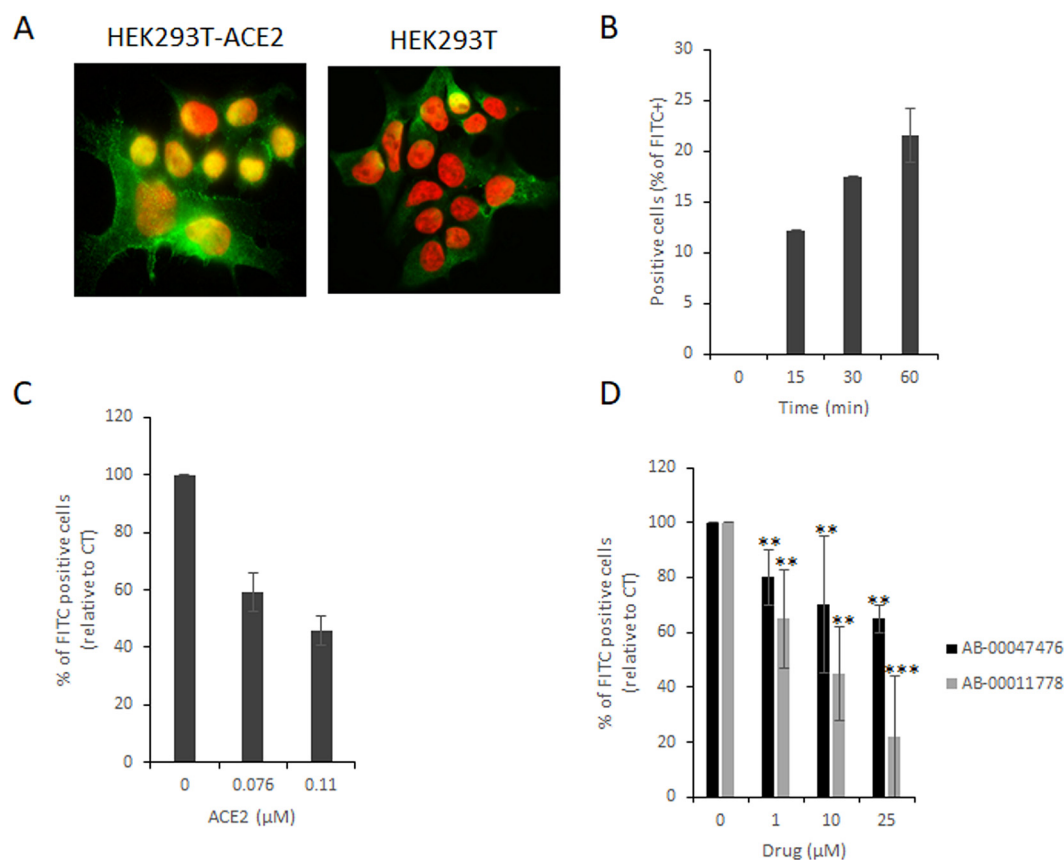 A
HEK293T-ACE2
HEK293T
B
Positive cells (% of FITC+)
30
25
20
15
10
5
0
0 15 30 60
Time (min)
C
% of FITC positive cells
(relative to CT)
120
100
80
60
40
20
0
0 0.076 0.11
ACE2 (µM)
D
% of FITC positive cells
(relative to CT)
120
100
80
60
40
20
0
** ** ** ** ** ***
0 1 10 25
Drug (µM)
AB-00047476
AB-00011778